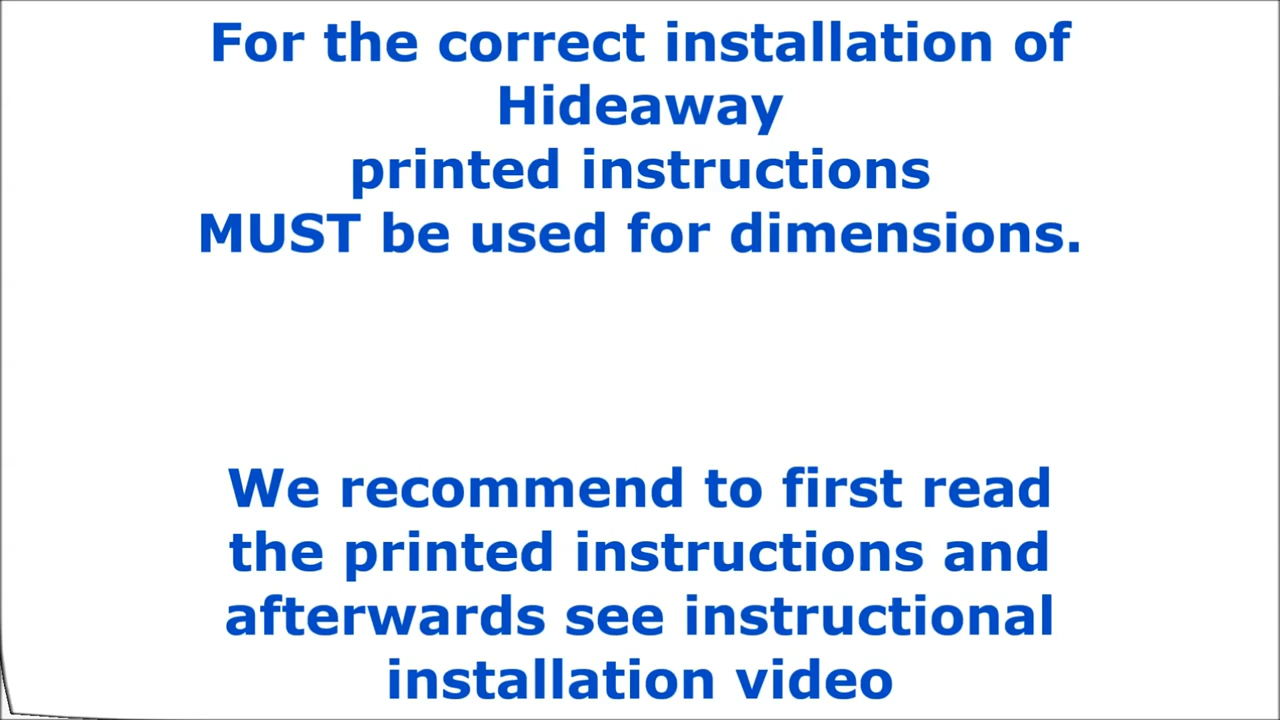 For the correct installation of
Hideaway
printed instructions
MUST be used for dimensions.
We recommend to first read
the printed instructions and
afterwards see instructional
installation video